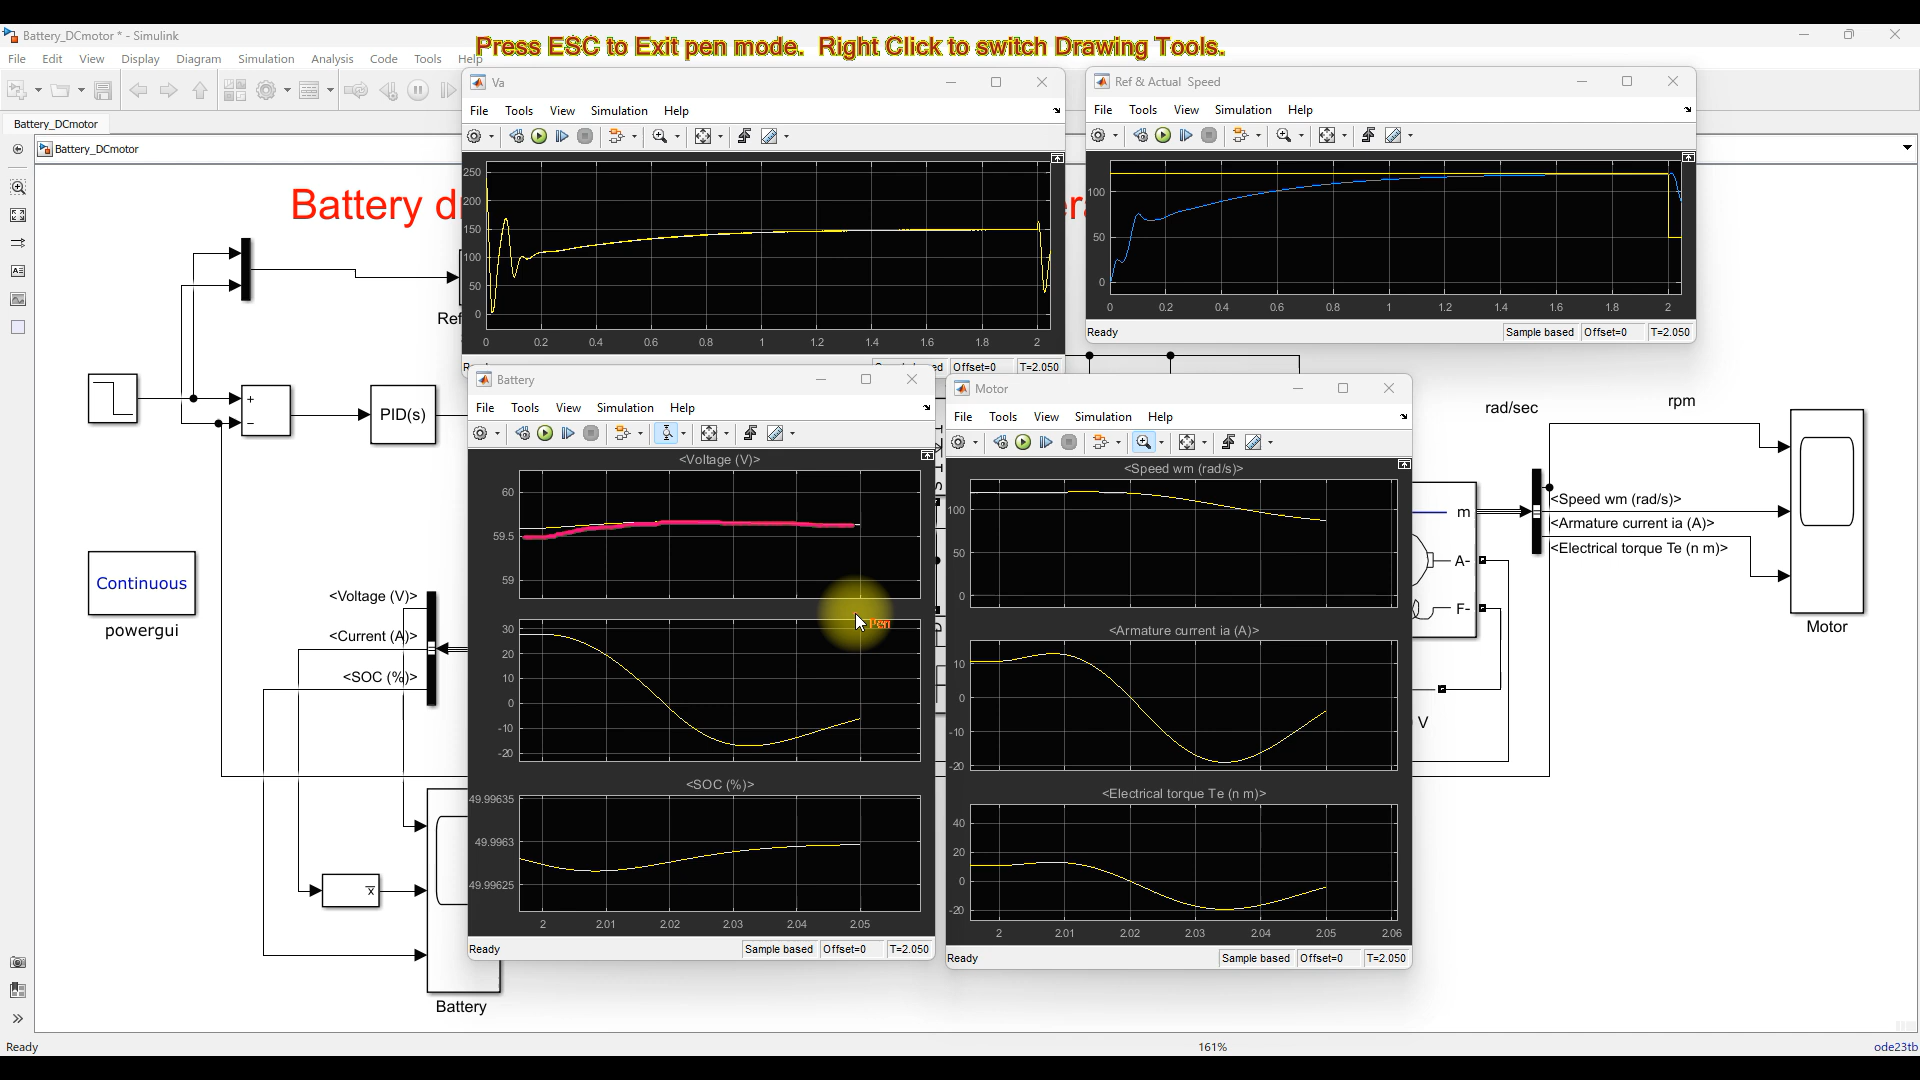 Battery_DCmotor * - Simulink
Press ESC to Exit pen mode. Right Click to switch Drawing Tools.
File Edit View Display Diagram Simulation Analysis Code Tools Help
Battery_DCmotor
Battery_DCmotor
Battery d
Ref
+
−
PID(s)
Continuous
powergui
<Voltage (V)>
<Current (A)>
<SOC (%)>
x
Battery
Va
File Tools View Simulation Help
250
200
150
100
50
0
0 0.2 0.4 0.6 0.8 1 1.2 1.4 1.6 1.8 2
Offset=0 T=2.050
Ref & Actual Speed
File Tools View Simulation Help
100
50
0
0 0.2 0.4 0.6 0.8 1 1.2 1.4 1.6 1.8 2
Ready Sample based Offset=0 T=2.050
Battery
File Tools View Simulation Help
<Voltage (V)>
60
59.5
59
Pen
30
20
10
0
-10
-20
<SOC (%)>
49.99635
49.9963
49.99625
2 2.01 2.02 2.03 2.04 2.05
Ready Sample based Offset=0 T=2.050
Motor
File Tools View Simulation Help
<Speed wm (rad/s)>
100
50
0
<Armature current ia (A)>
10
0
-10
-20
<Electrical torque Te (n m)>
40
20
0
-20
2 2.01 2.02 2.03 2.04 2.05 2.06
Ready Sample based Offset=0 T=2.050
rad/sec
rpm
m
A-
F-
V
<Speed wm (rad/s)>
<Armature current ia (A)>
<Electrical torque Te (n m)>
Motor
Ready 161% ode23tb